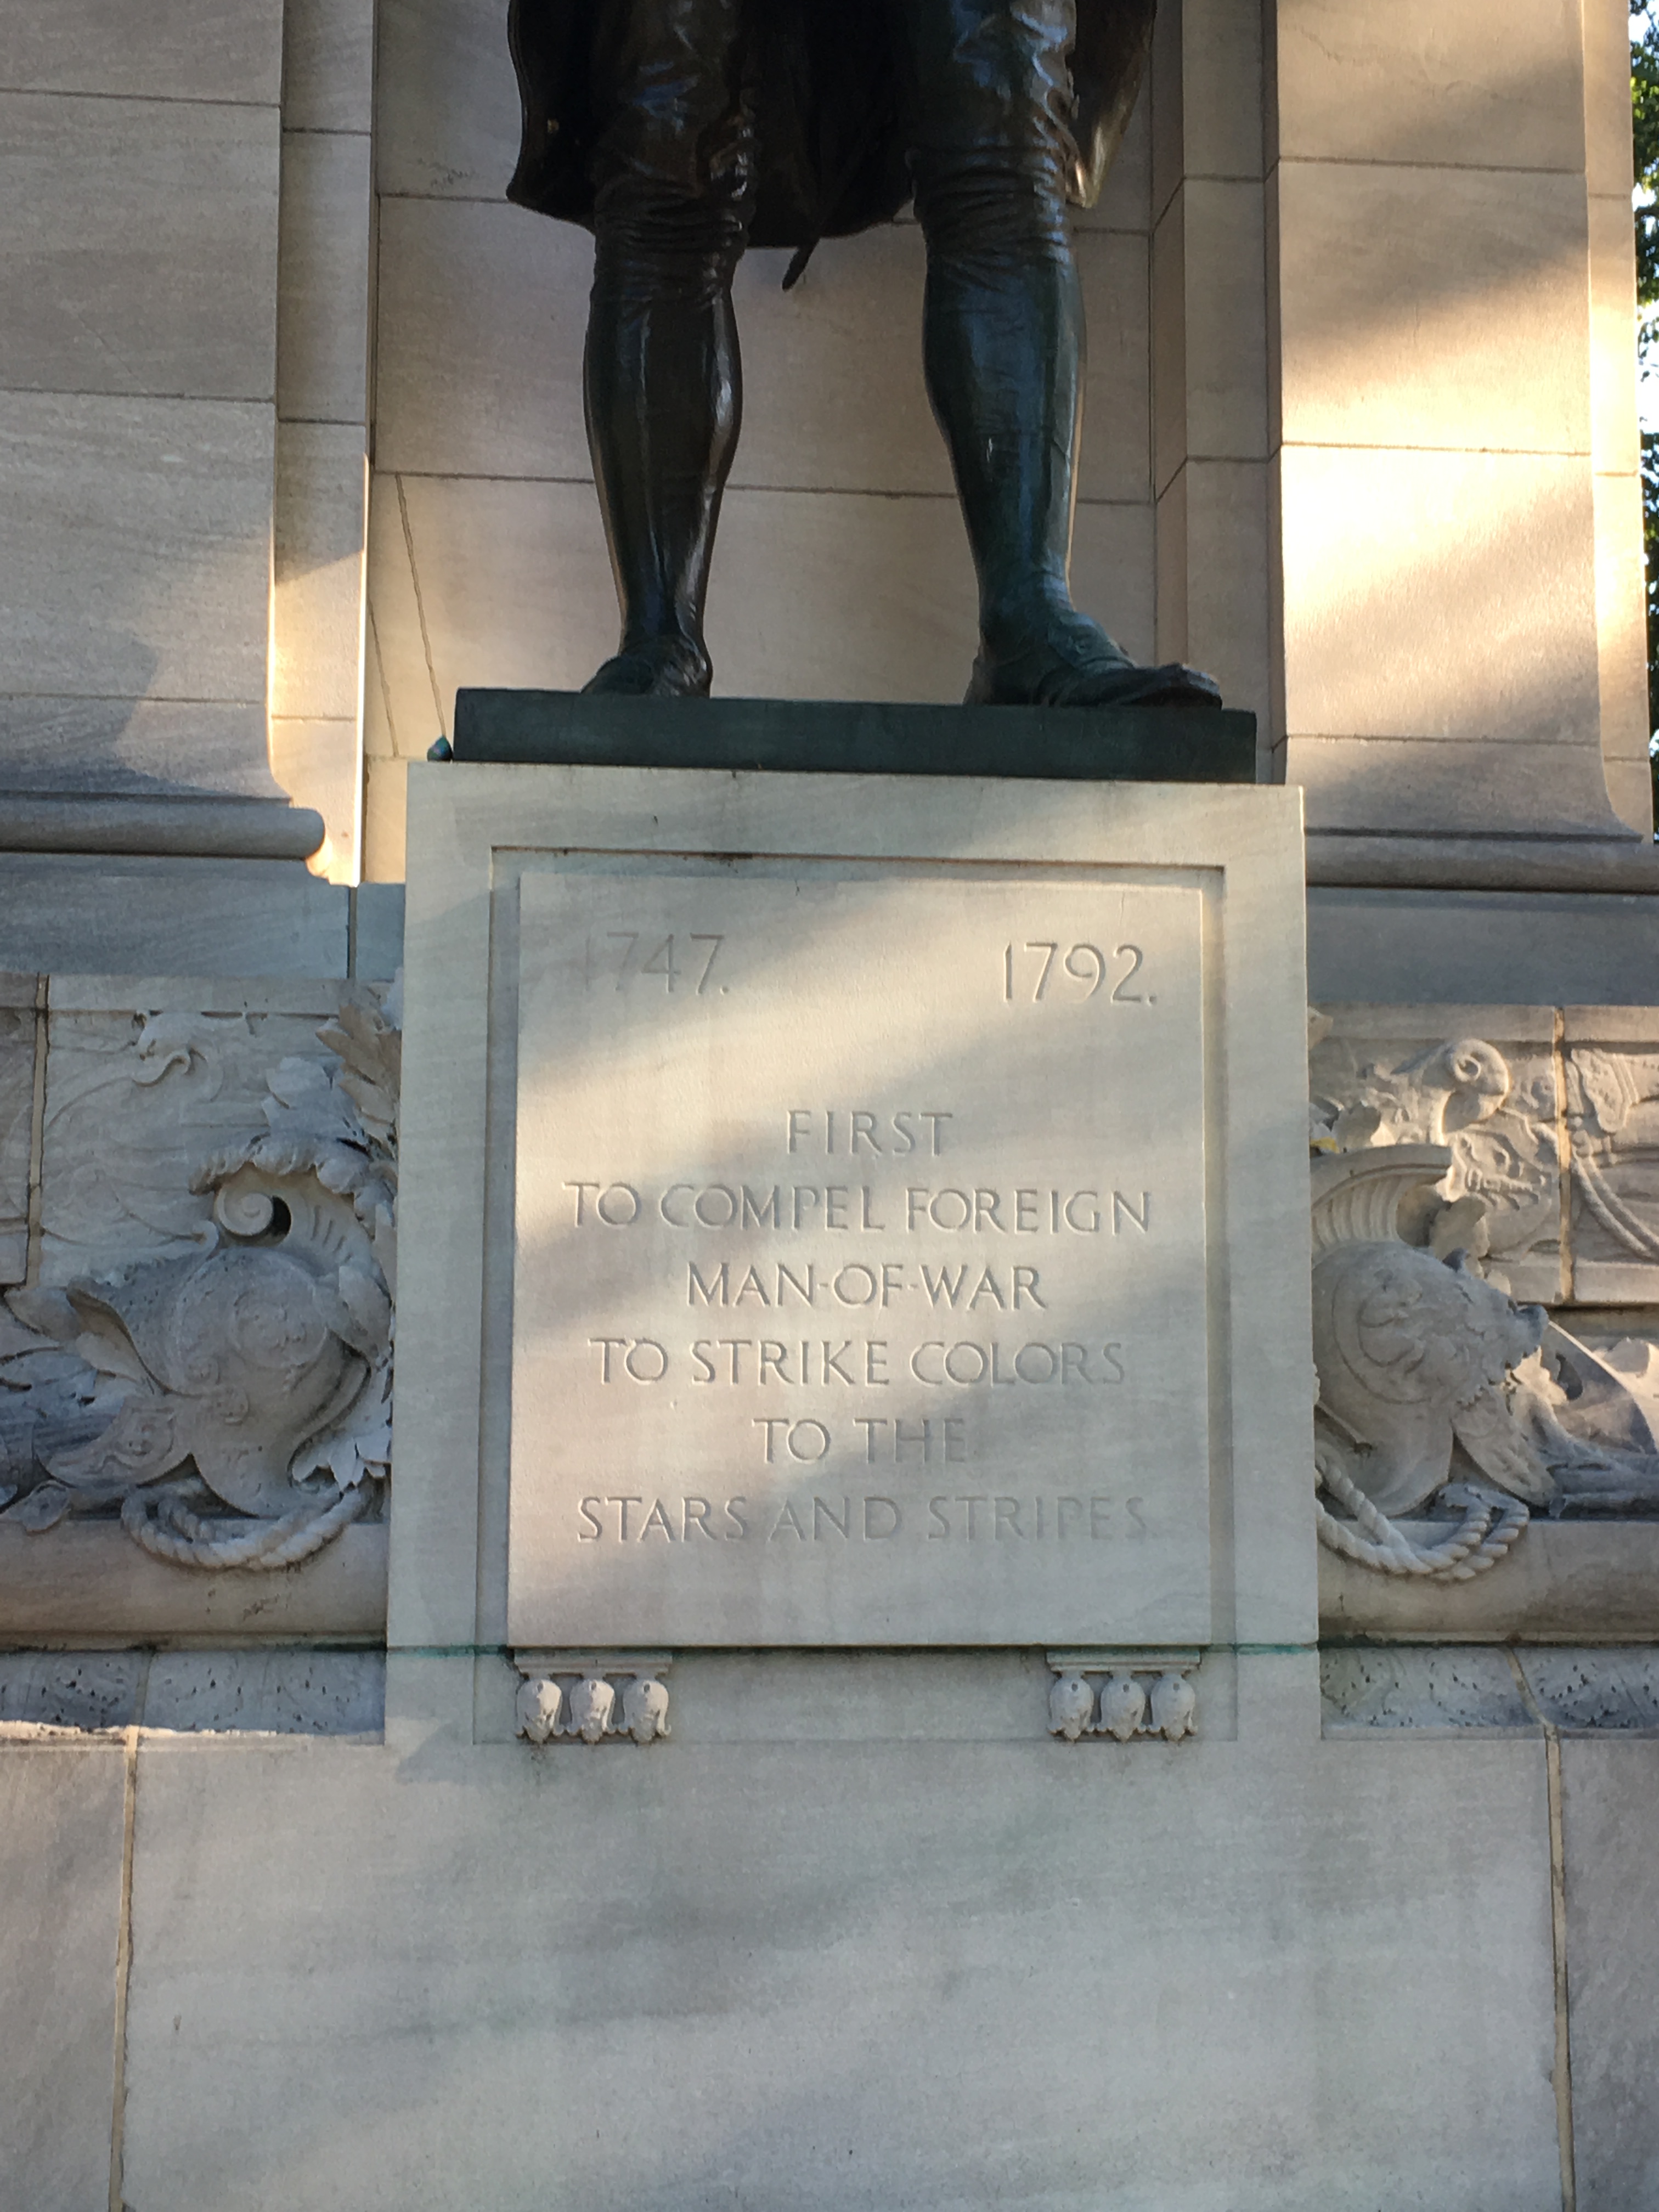 1747. 1792.
FIRST
TO COMPEL FOREIGN
MAN-OF-WAR
TO STRIKE COLORS
TO THE
STARS AND STRIPES